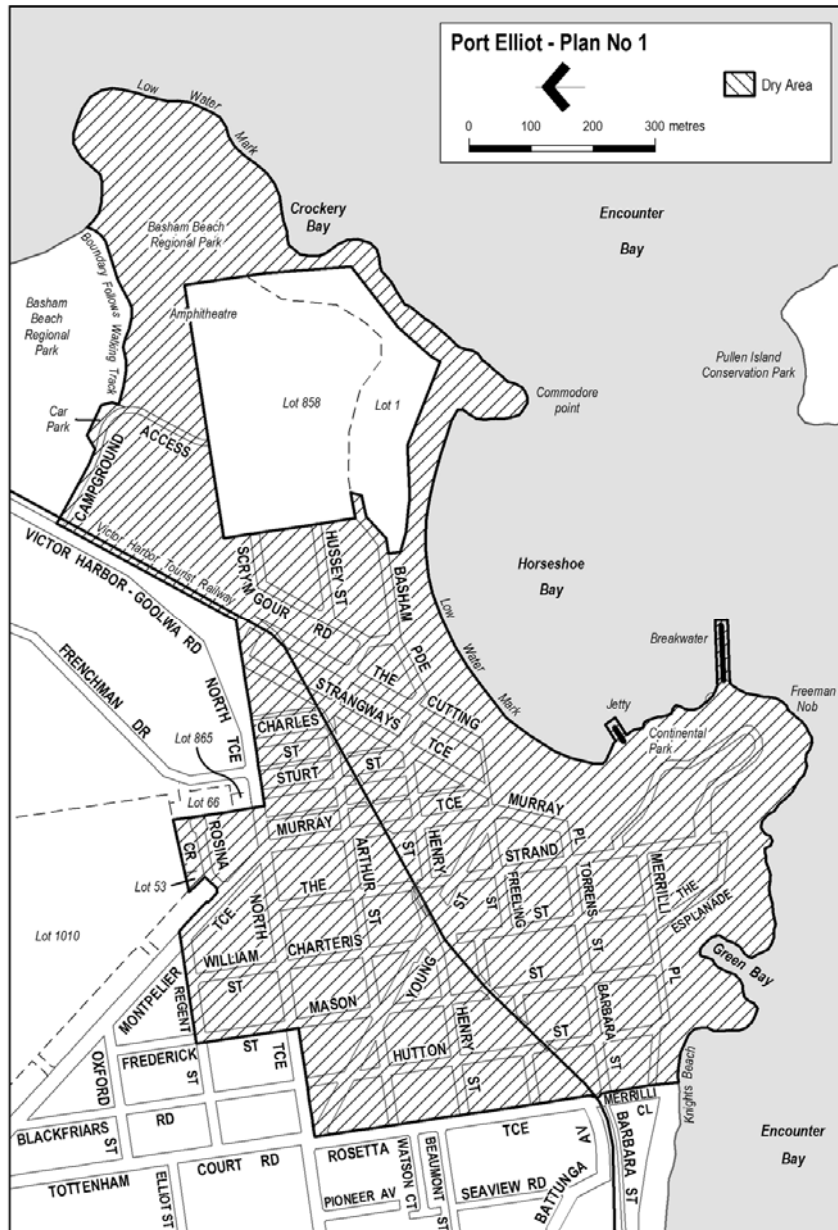 Port Elliot - Plan No 1
Dry Area
0 100 200 300 metres
Low Water Mark
Crockery
Bay
Basham Beach
Regional Park
Encounter
Bay
Boundary Follows Walking Track
Basham
Beach
Regional
Park
Amphitheatre
Pullen Island
Conservation Park
Lot 858
Lot 1
Commodore
point
Car
Park
CAMPGROUND
ACCESS
VICTOR HARBOR - GOOLWA RD
Victor Harbor Tourist Railway
SCRYMGOUR RD
HUSSEY ST
BASHAM PDE
Horseshoe
Bay
Low Water Mark
Breakwater
FRENCHMAN DR
NORTH TCE
THE CUTTING
STRANGWAYS TCE
Jetty
Freeman
Nob
Continental
Park
Lot 865
CHARLES ST
STURT ST
Lot 66
MURRAY TCE
MURRAY PL
ROSINA
CR
ARTHUR ST
HENRY ST
THE STRAND
FREELING ST
TORRENS ST
MERRILLI PL
THE
ESPLANADE
Lot 53
Lot 1010
MONTPELIER TCE
NORTH
TCE
WILLIAM ST
CHARTERIS ST
YOUNG ST
Green Bay
REGENT ST
MASON ST
HENRY ST
BARBARA ST
HUTTON ST
OXFORD ST
FREDERICK ST
Knights Beach
MERRILLI
CL
BLACKFRIARS RD
ROSETTA TCE
BARBARA ST
Encounter
Bay
TOTTENHAM COURT RD
ELLIOT ST
WATSON CT
BEAUMONT ST
PIONEER AV
SEAVIEW RD
BATTUNGA AV